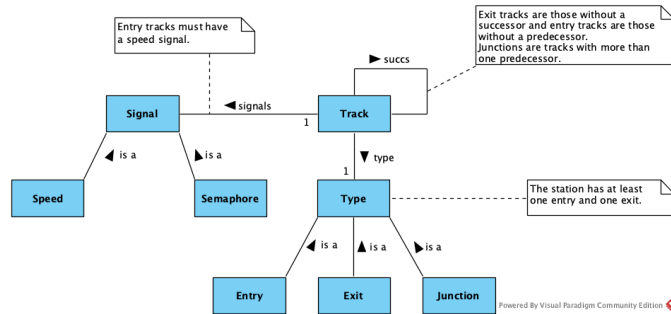 Entry tracks must have
a speed signal.
Exit tracks are those without a
successor and entry tracks are those
without a predecessor.
Junctions are tracks with more than
one predecessor.
▶ succs
Signal
◀ signals
1
Track
is a
is a
▼ type
1
Speed
Semaphore
Type
The station has at least
one entry and one exit.
is a
is a
is a
Entry
Exit
Junction
Powered By Visual Paradigm Community Edition